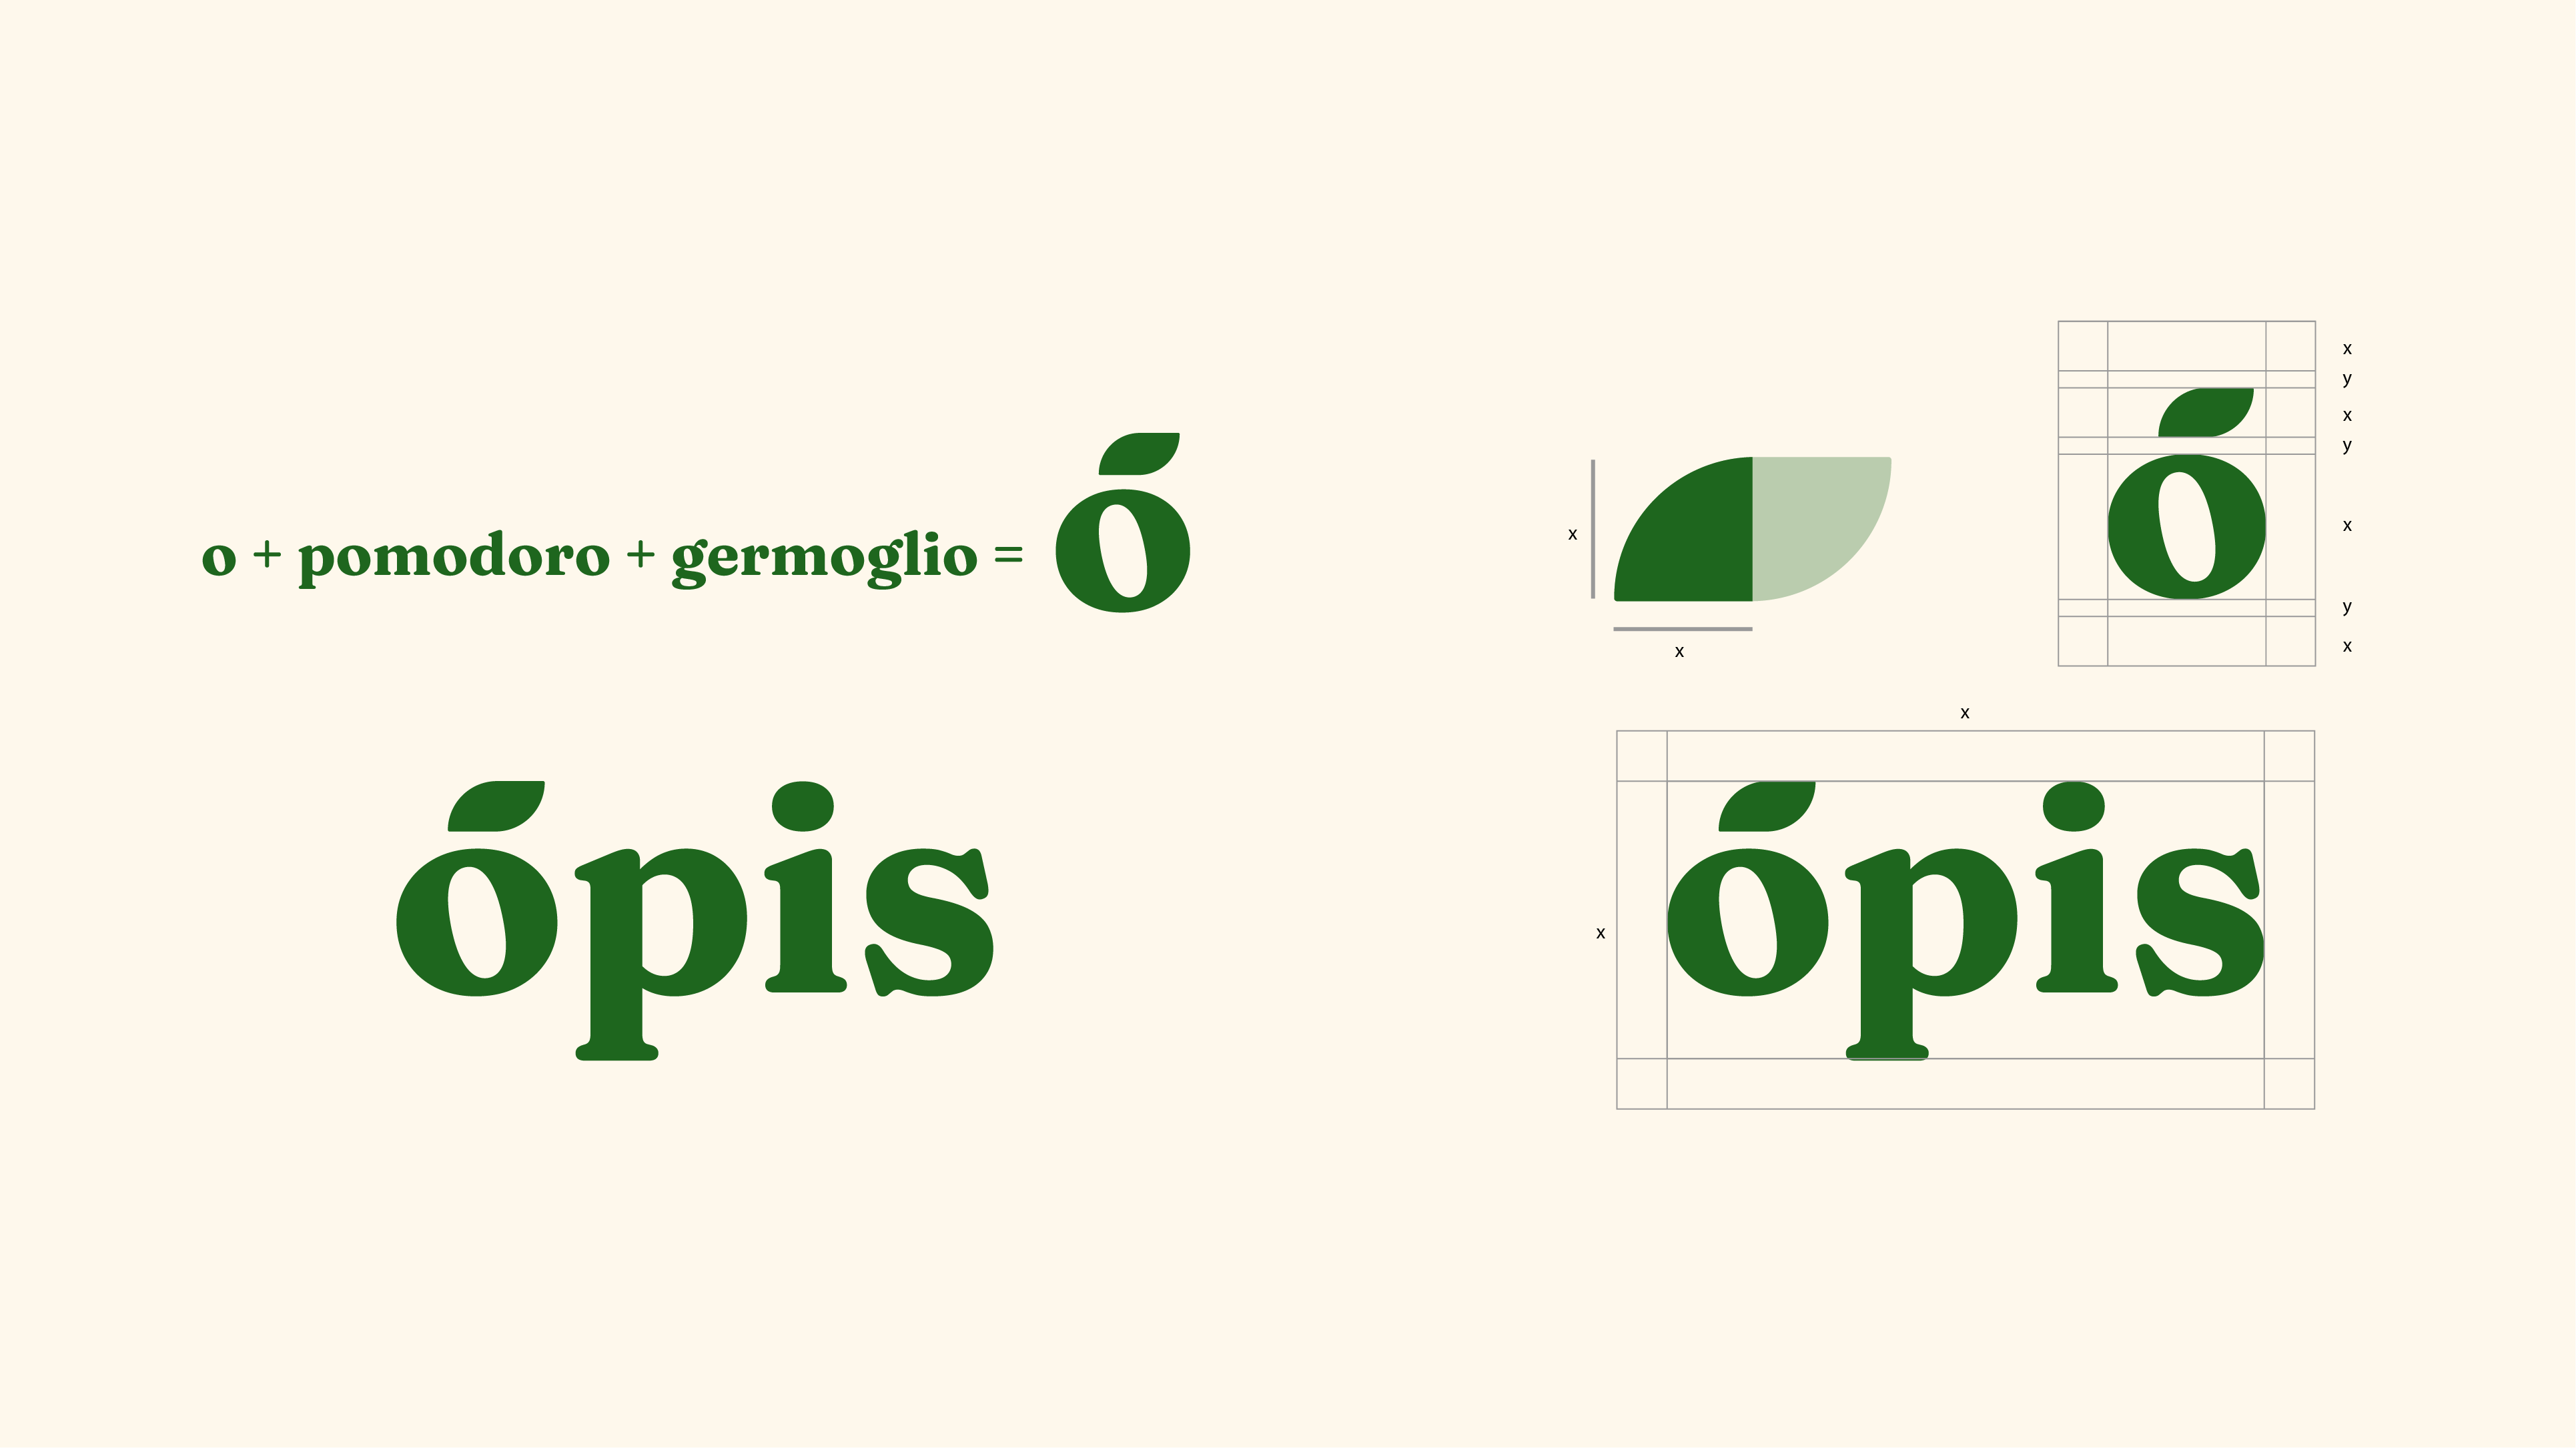 o + pomodoro + germoglio = ó
ópis
x
x
ó
x
y
x
y
x
y
x
x
x
ópis